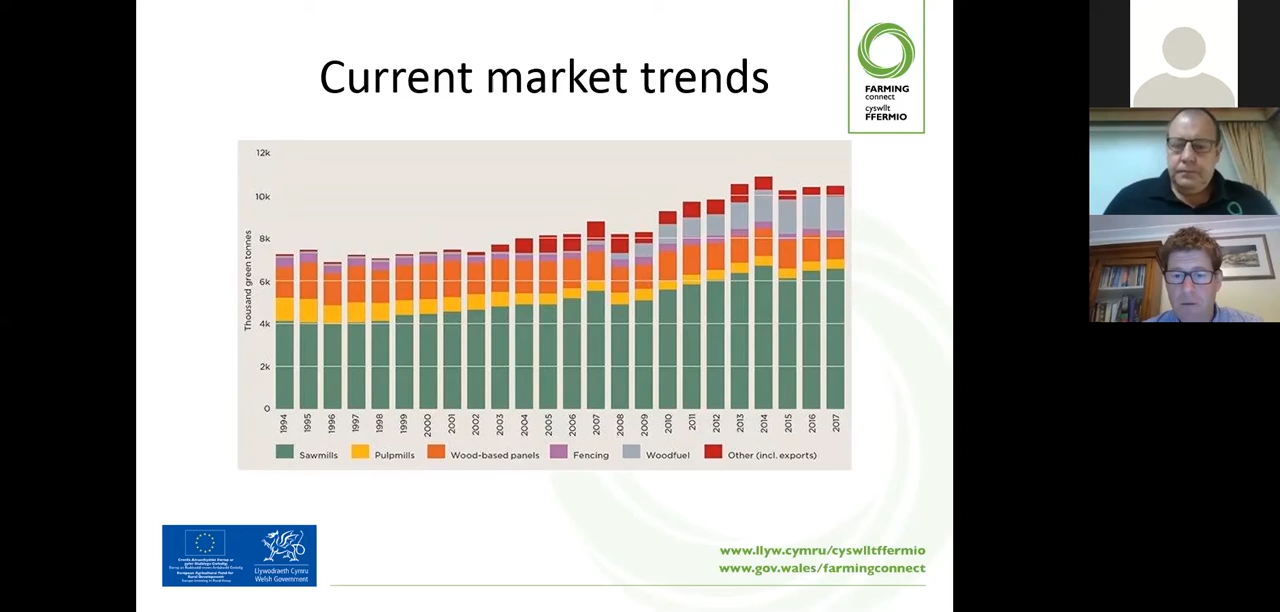 Current market trends
FARMING
connect
cyswllt
FFERMIO
Thousand green tonnes
12k
10k
8k
6k
4k
2k
0
1994
1995
1996
1997
1998
1999
2000
2001
2002
2003
2004
2005
2006
2007
2008
2009
2010
2011
2012
2013
2014
2015
2016
2017
Sawmills
Pulpmills
Wood-based panels
Fencing
Woodfuel
Other (incl. exports)
Llywodraeth Cymru
Welsh Government
www.llyw.cymru/cyswlltffermio
www.gov.wales/farmingconnect